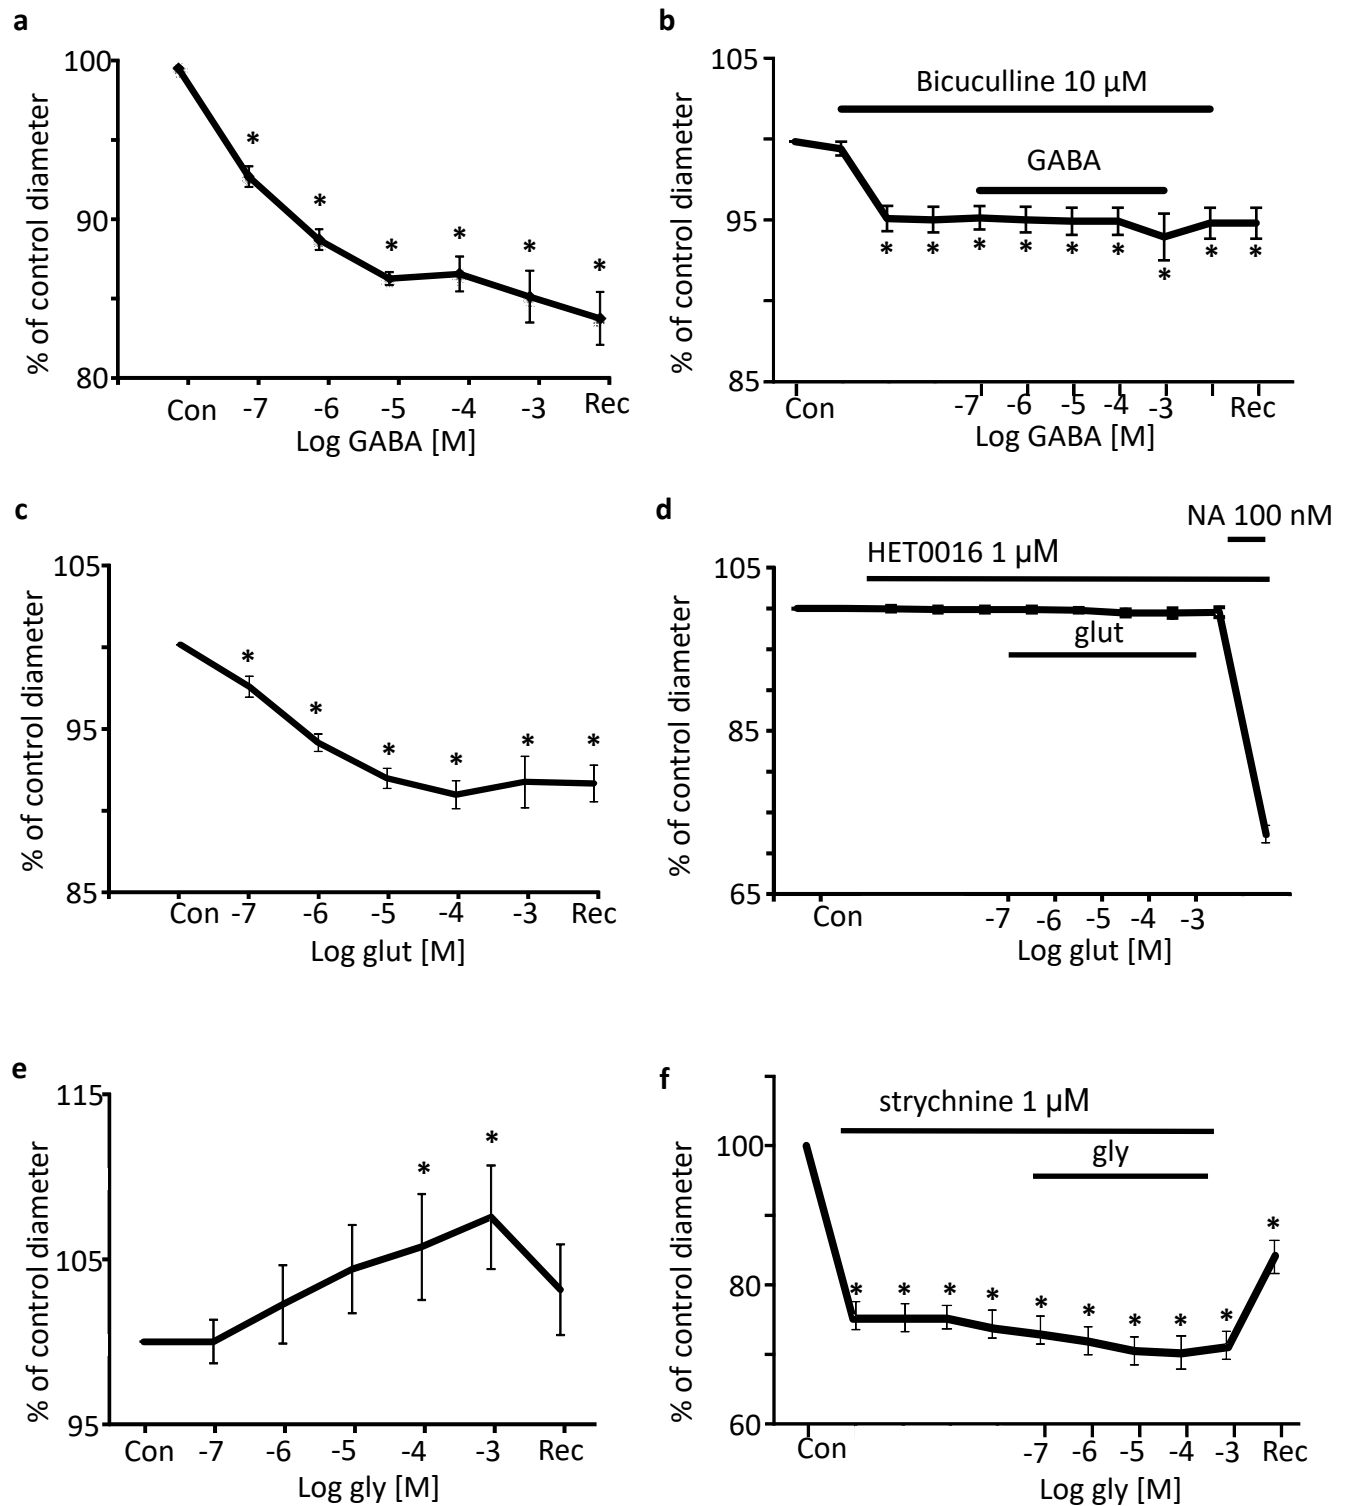 a
100
90
80
% of control diameter
* * * * * *
Con -7 -6 -5 -4 -3 Rec
Log GABA [M]
b
105
95
85
% of control diameter
Bicuculline 10 µM
GABA
* * * * * * * * *
Con -7 -6 -5 -4 -3 Rec
Log GABA [M]
c
105
95
85
% of control diameter
* * * * * *
Con -7 -6 -5 -4 -3 Rec
Log glut [M]
d
NA 100 nM
HET0016 1 µM
105
85
65
% of control diameter
glut
Con -7 -6 -5 -4 -3
Log glut [M]
e
115
105
95
% of control diameter
* *
Con -7 -6 -5 -4 -3 Rec
Log gly [M]
f
strychnine 1 µM
100
80
60
% of control diameter
gly
* * * * * * * * * *
Con -7 -6 -5 -4 -3 Rec
Log gly [M]